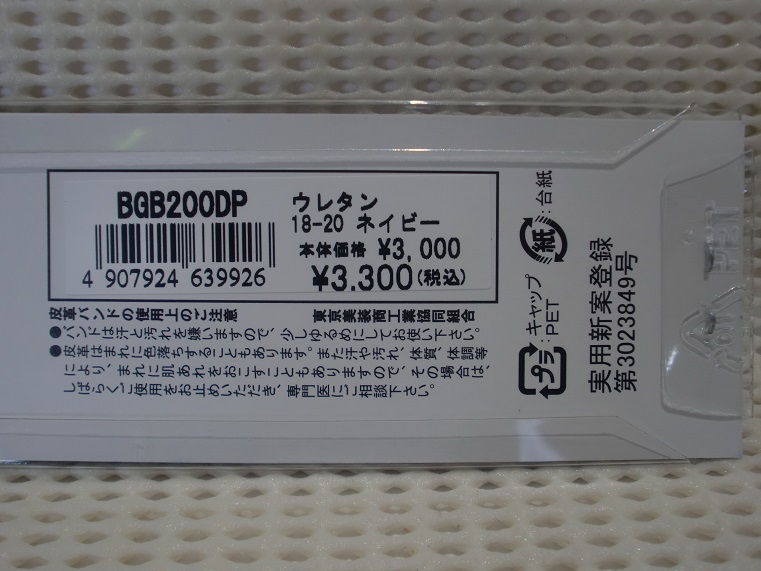 BGB200DP
ウレタン
18-20 ネイビー
本体価格 ¥3,000
¥3,300(税込)
4 907924 639926
皮革バンドの使用上のご注意 東京美装商工業協同組合
●バンドは汗と汚れを嫌いますので、少しゆるめにしてお使い下さい。
●皮革はまれに色落ちすることもあります。また汗や汚れ、体質、体調等
により、まれに肌あれをおこすこともありますので、その場合は、
しばらくご使用をお止めいただき、専門医にご相談下さい。
紙:台紙
プラ:キャップ
PET
実用新案登録
第3023849号
PET